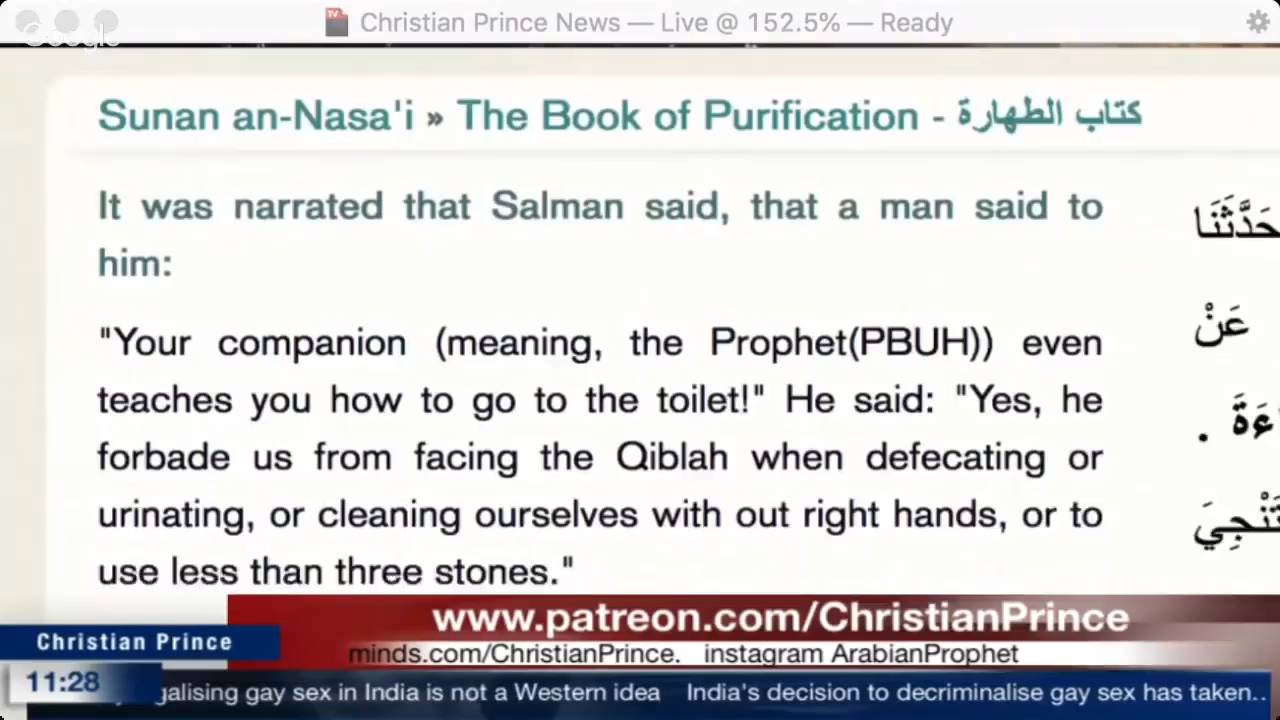 Christian Prince News — Live @ 152.5% — Ready
Google
Sunan an-Nasa'i » The Book of Purification - كتاب الطهارة
It was narrated that Salman said, that a man said to
him:
"Your companion (meaning, the Prophet(PBUH)) even
teaches you how to go to the toilet!" He said: "Yes, he
forbade us from facing the Qiblah when defecating or
urinating, or cleaning ourselves with out right hands, or to
use less than three stones."
حَدَّثَنَا
عَنْ
www.patreon.com/ChristianPrince
Christian Prince
minds.com/ChristianPrince. instagram ArabianProphet
11:28
galising gay sex in India is not a Western idea India's decision to decriminalise gay sex has taken..